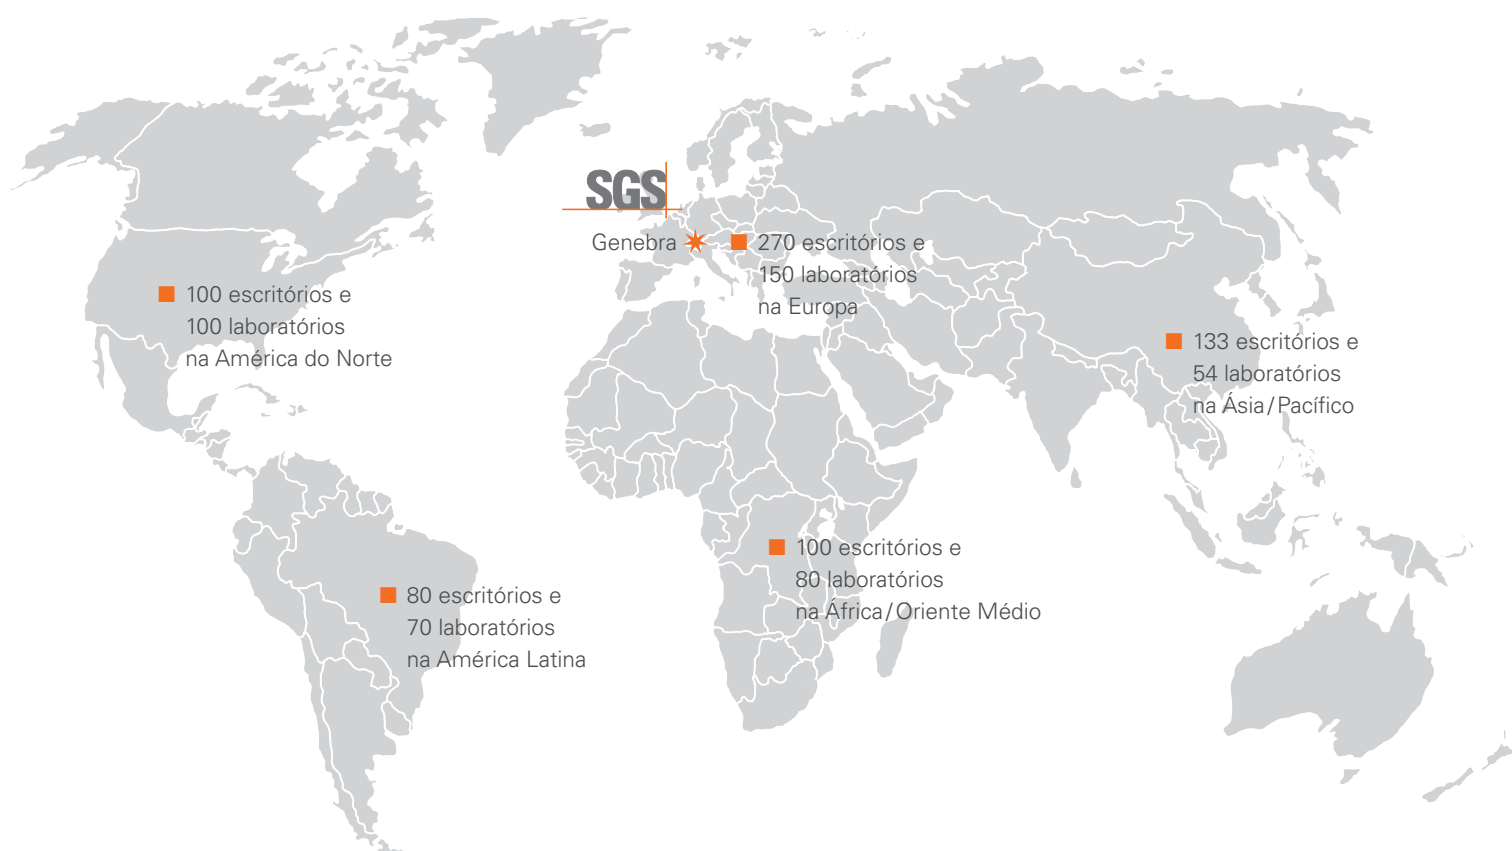 SGS
Genebra
270 escritórios e
150 laboratórios
na Europa
100 escritórios e
100 laboratórios
na América do Norte
133 escritórios e
54 laboratórios
na Ásia/Pacífico
100 escritórios e
80 laboratórios
na África/Oriente Médio
80 escritórios e
70 laboratórios
na América Latina